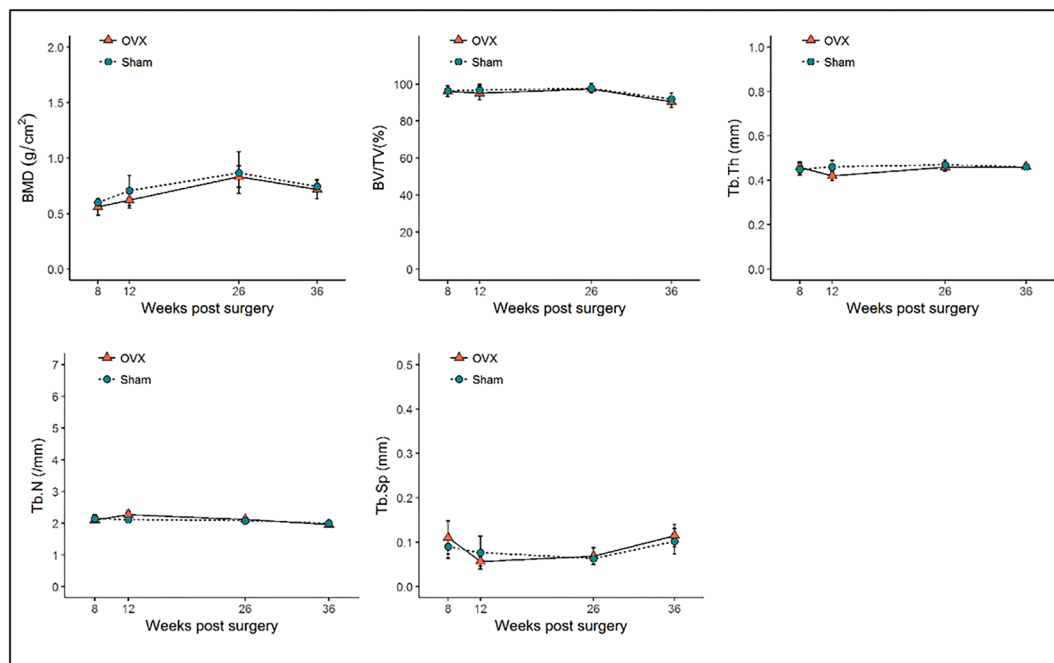 OVX
Sham
BMD (g/cm²)
2.0
1.5
1.0
0.5
0.0
8 12 26 36
Weeks post surgery
OVX
Sham
BV/TV(%)
100
80
60
40
20
0
8 12 26 36
Weeks post surgery
OVX
Sham
Tb.Th (mm)
1.0
0.8
0.6
0.4
0.2
0.0
8 12 26 36
Weeks post surgery
OVX
Sham
Tb.N (/mm)
7
6
5
4
3
2
1
0
8 12 26 36
Weeks post surgery
OVX
Sham
Tb.Sp (mm)
0.5
0.4
0.3
0.2
0.1
0.0
8 12 26 36
Weeks post surgery